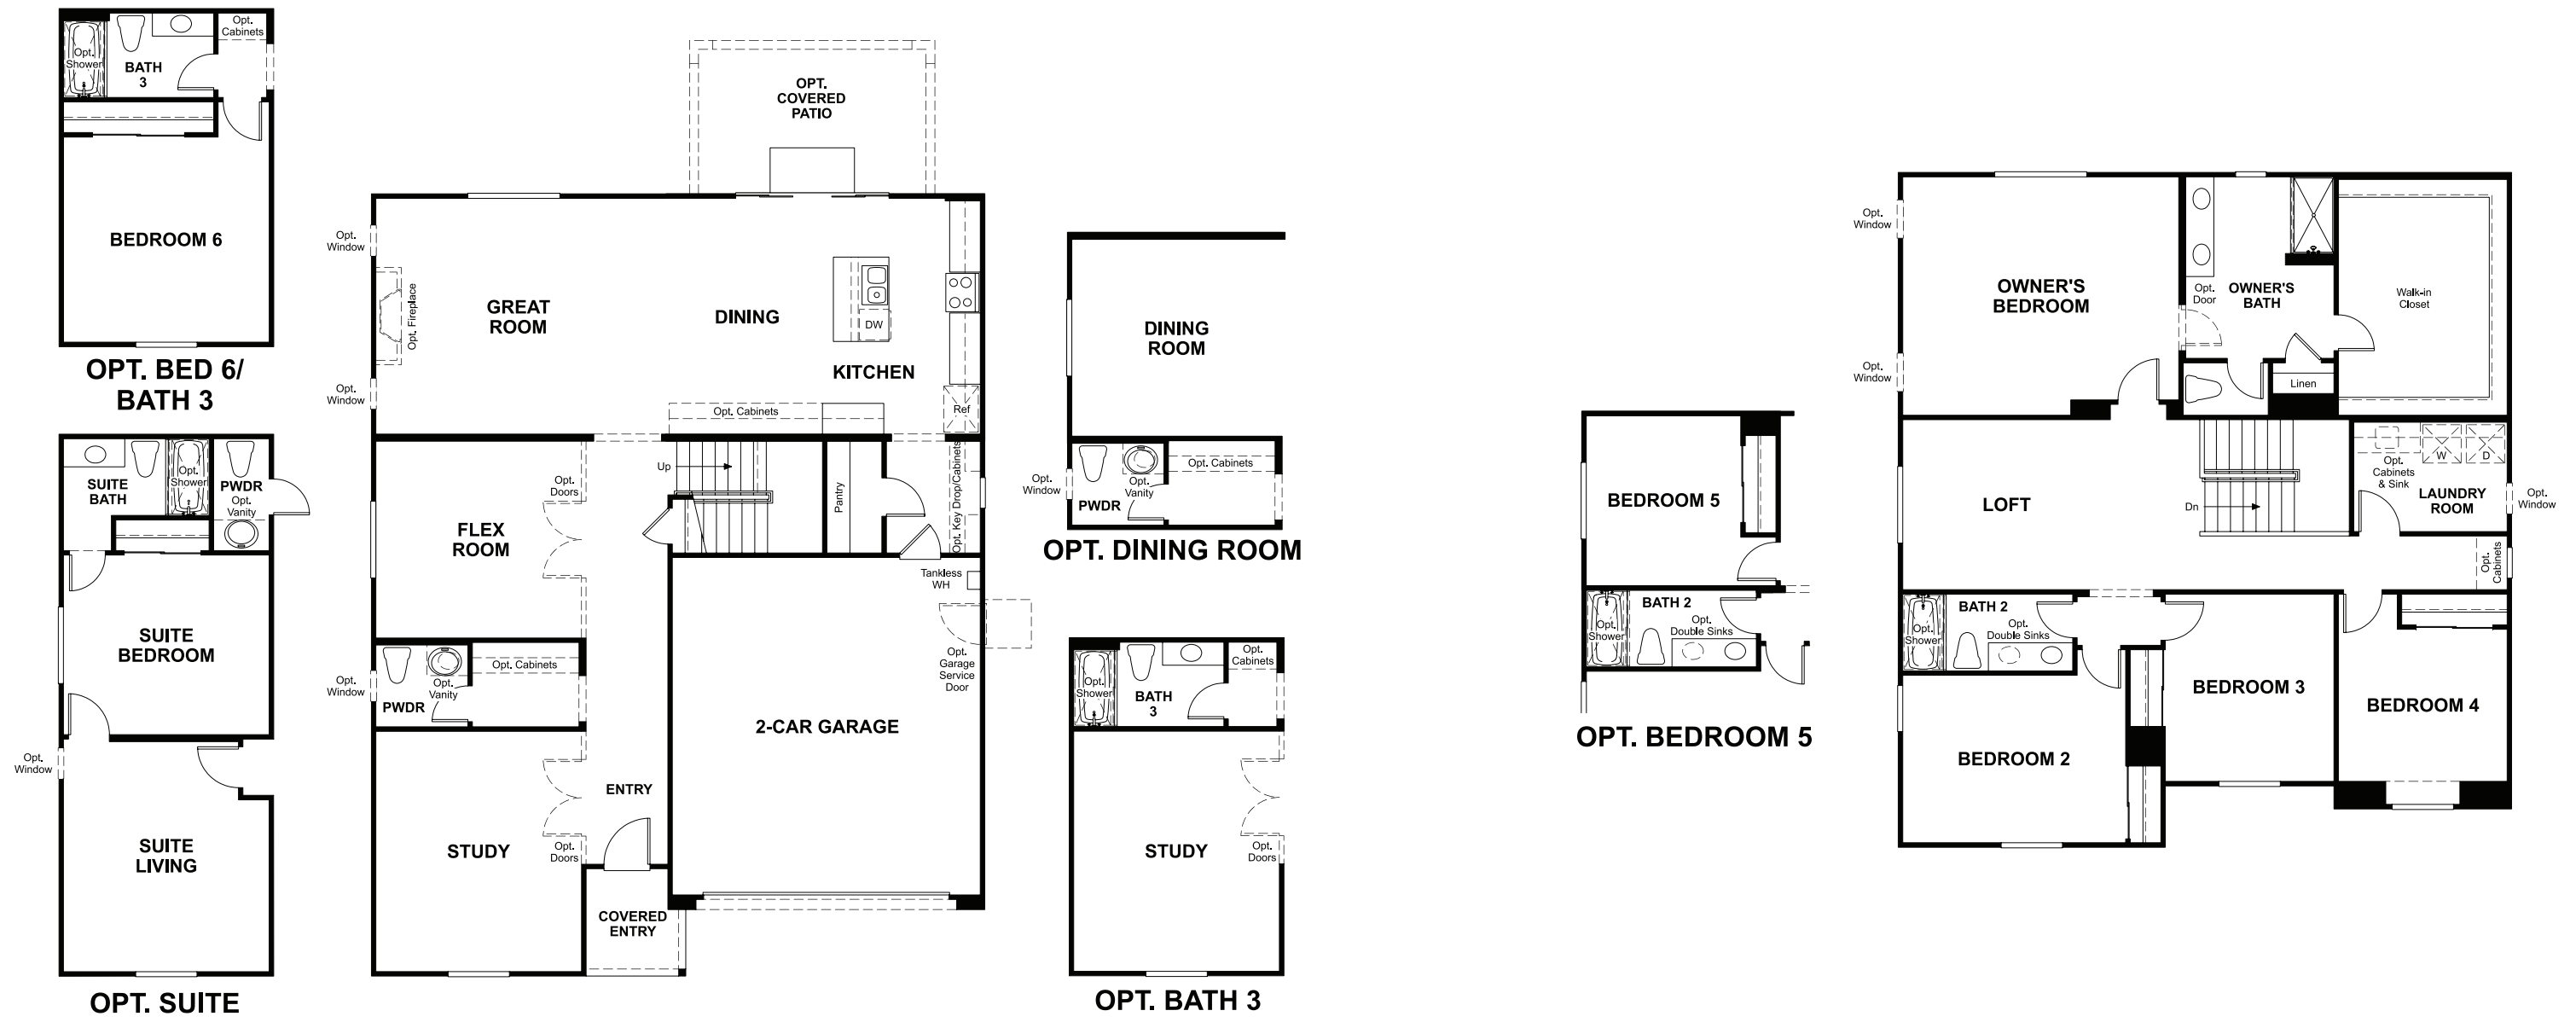 Opt.
Cabinets
Opt.
Shower
BATH
3
BEDROOM 6
OPT. BED 6/
BATH 3
SUITE
BATH
Opt.
Shower
PWDR
Opt.
Vanity
SUITE
BEDROOM
Opt.
Window
SUITE
LIVING
OPT. SUITE
OPT.
COVERED
PATIO
Opt.
Window
Opt. Fireplace
GREAT
ROOM
DINING
DW
KITCHEN
Opt.
Window
Opt. Cabinets
Ref
Up
Opt.
Doors
Pantry
Opt. Key Drop/Cabinets
FLEX
ROOM
Tankless
WH
Opt.
Garage
Service
Door
Opt. Cabinets
Opt.
Window
Opt.
Vanity
PWDR
2-CAR GARAGE
ENTRY
STUDY
Opt.
Doors
COVERED
ENTRY
DINING
ROOM
Opt. Cabinets
Opt.
Window
Opt.
Vanity
PWDR
OPT. DINING ROOM
Opt.
Cabinets
Opt.
Shower
BATH
3
STUDY
Opt.
Doors
OPT. BATH 3
BEDROOM 5
BATH 2
Opt.
Shower
Opt.
Double Sinks
OPT. BEDROOM 5
Opt.
Window
OWNER'S
BEDROOM
Opt.
Door
OWNER'S
BATH
Walk-in
Closet
Opt.
Window
Linen
LOFT
Dn
Opt.
Cabinets
& Sink
W
D
LAUNDRY
ROOM
Opt.
Window
Opt.
Cabinets
BATH 2
Opt.
Shower
Opt.
Double Sinks
BEDROOM 3
BEDROOM 4
BEDROOM 2